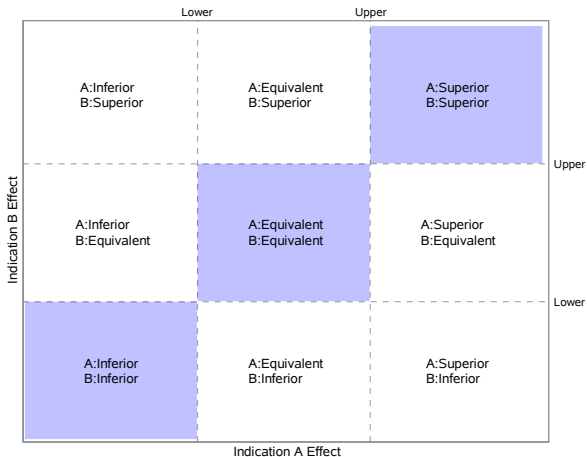 Lower
Upper
A:Inferior
B:Superior
A:Equivalent
B:Superior
A:Superior
B:Superior
Upper
Indication B Effect
A:Inferior
B:Equivalent
A:Equivalent
B:Equivalent
A:Superior
B:Equivalent
Lower
A:Inferior
B:Inferior
A:Equivalent
B:Inferior
A:Superior
B:Inferior
Indication A Effect